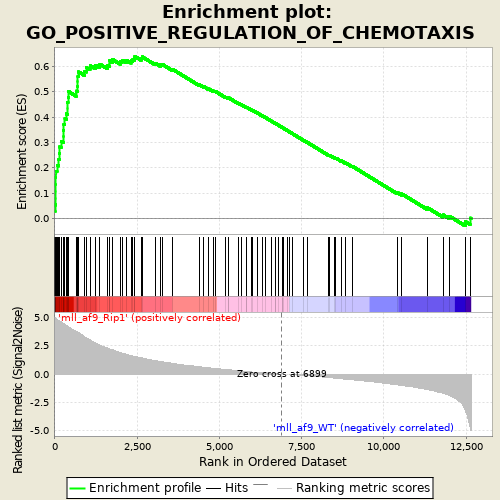 Enrichment plot:
GO_POSITIVE_REGULATION_OF_CHEMOTAXIS
Enrichment score (ES)
0.6
0.5
0.4
0.3
0.2
0.1
0.0
'mll_af9_Rip1' (positively correlated)
Ranked list metric (Signal2Noise)
5.0
2.5
0.0
-2.5
-5.0
Zero cross at 6899
'mll_af9_WT' (negatively correlated)
0
2,500
5,000
7,500
10,000
12,500
Rank in Ordered Dataset
Enrichment profile
Hits
Ranking metric scores